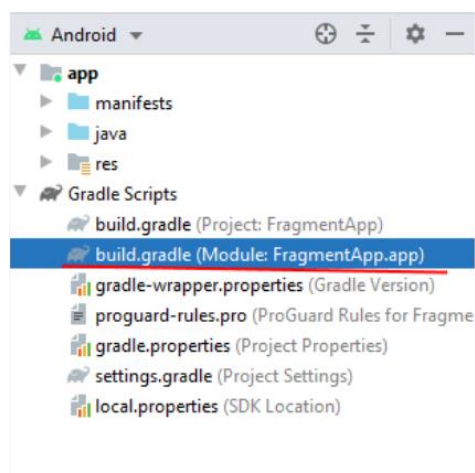 Android
app
manifests
java
res
Gradle Scripts
build.gradle (Project: FragmentApp)
build.gradle (Module: FragmentApp.app)
gradle-wrapper.properties (Gradle Version)
proguard-rules.pro (ProGuard Rules for Fragme
gradle.properties (Project Properties)
settings.gradle (Project Settings)
local.properties (SDK Location)